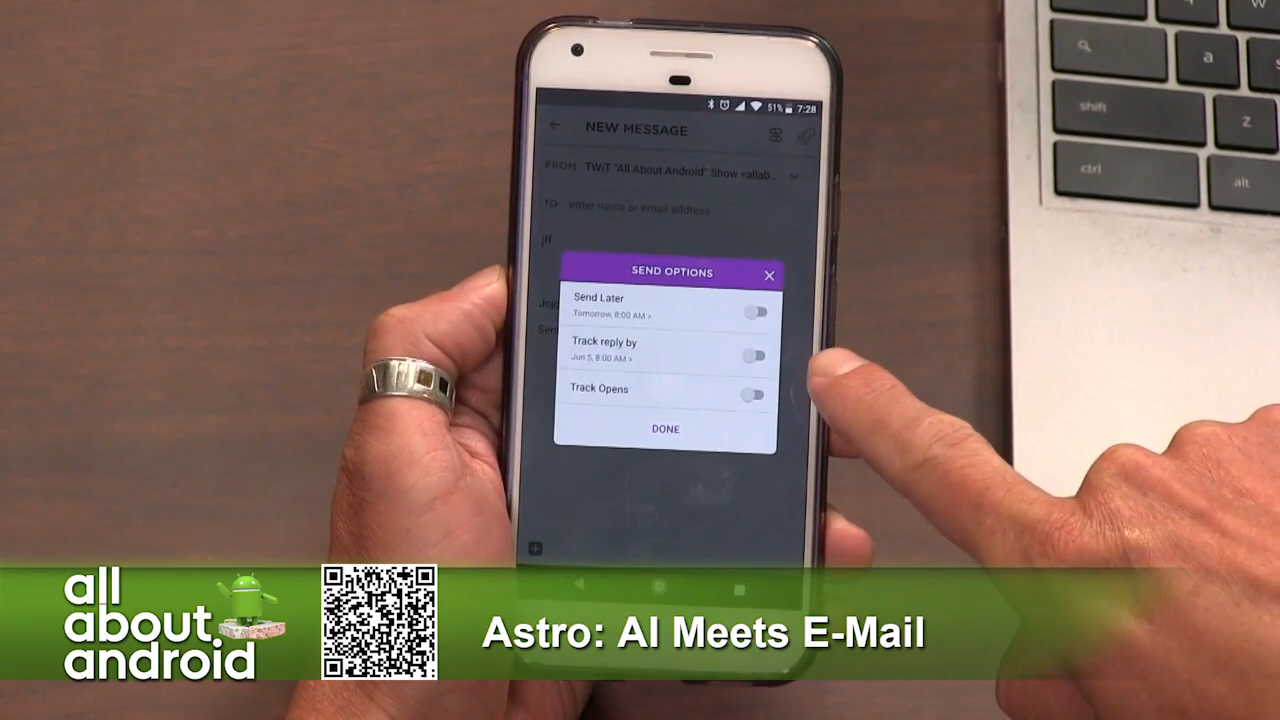 51% 7:28
NEW MESSAGE
FROM TWiT "All About Android" Show <allab...
TO enter name or email address
jff
SEND OPTIONS
Send Later
Tomorrow, 8:00 AM >
Track reply by
Jun 5, 8:00 AM >
Track Opens
DONE
w
a
s
shift
z
ctrl
alt
all
about
android
Astro: AI Meets E-Mail